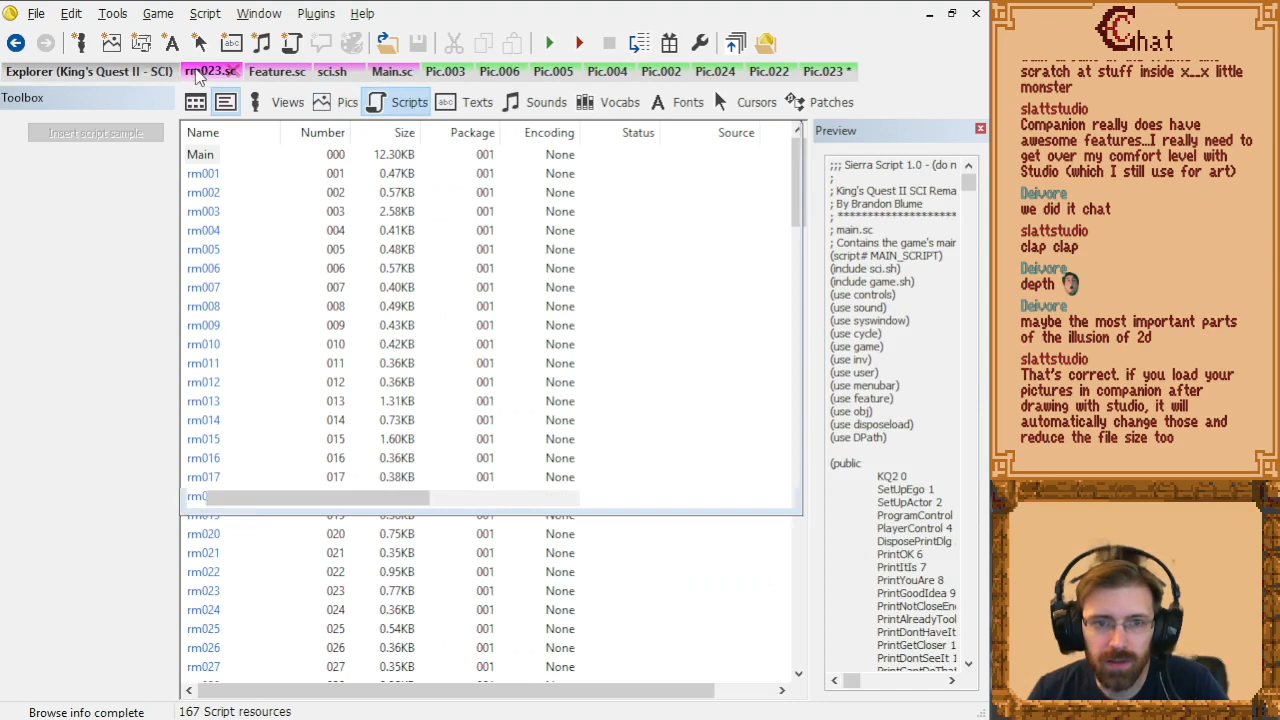 File Edit Tools Game Script Window Plugins Help
Explorer (King's Quest II - SCI) rm023.sc Feature.sc sci.sh Main.sc Pic.003 Pic.006 Pic.005 Pic.004 Pic.002 Pic.024 Pic.022 Pic.023 *
Toolbox
Views Pics Scripts Texts Sounds Vocabs Fonts Cursors Patches
Insert script sample
Name Number Size Package Encoding Status Source
Main 000 12.30KB 001 None
rm001 001 0.47KB 001 None
rm002 002 0.57KB 001 None
rm003 003 2.58KB 001 None
rm004 004 0.41KB 001 None
rm005 005 0.48KB 001 None
rm006 006 0.57KB 001 None
rm007 007 0.40KB 001 None
rm008 008 0.49KB 001 None
rm009 009 0.43KB 001 None
rm010 010 0.42KB 001 None
rm011 011 0.36KB 001 None
rm012 012 0.36KB 001 None
rm013 013 1.31KB 001 None
rm014 014 0.73KB 001 None
rm015 015 1.60KB 001 None
rm016 016 0.36KB 001 None
rm017 017 0.38KB 001 None
rm020 020 0.75KB 001 None
rm021 021 0.35KB 001 None
rm022 022 0.95KB 001 None
rm023 023 0.77KB 001 None
rm024 024 0.36KB 001 None
rm025 025 0.54KB 001 None
rm026 026 0.36KB 001 None
rm027 027 0.35KB 001 None
Preview
;;; Sierra Script 1.0 - (do n
;
; King's Quest II SCI Rema
; By Brandon Blume
; ********************
; main.sc
; Contains the game's mair
(script# MAIN_SCRIPT)
(include sci.sh)
(include game.sh)
(use controls)
(use sound)
(use syswindow)
(use cycle)
(use game)
(use inv)
(use user)
(use menubar)
(use feature)
(use obj)
(use disposeload)
(use DPath)
(public
KQ2 0
SetUpEgo 1
SetUpActor 2
ProgramControl
PlayerControl 4
DisposePrintDlg
PrintOK 6
PrintItIs 7
PrintYouAre 8
PrintGoodIdea 9
PrintNotCloseEn
PrintAlreadyTool
PrintDontHaveIt
PrintGetCloser 1
PrintDontSeeIt 1
Browse info complete 167 Script resources
Chat
scratch at stuff inside x...x little
monster
slattstudio
Companion really does have
awesome features...I really need to
get over my comfort level with
Studio (which I still use for art)
Deivore
we did it chat
slattstudio
clap clap
Deivore
depth
Deivore
maybe the most important parts
of the illusion of 2d
slattstudio
That's correct. if you load your
pictures in companion after
drawing with studio, it will
automatically change those and
reduce the file size too